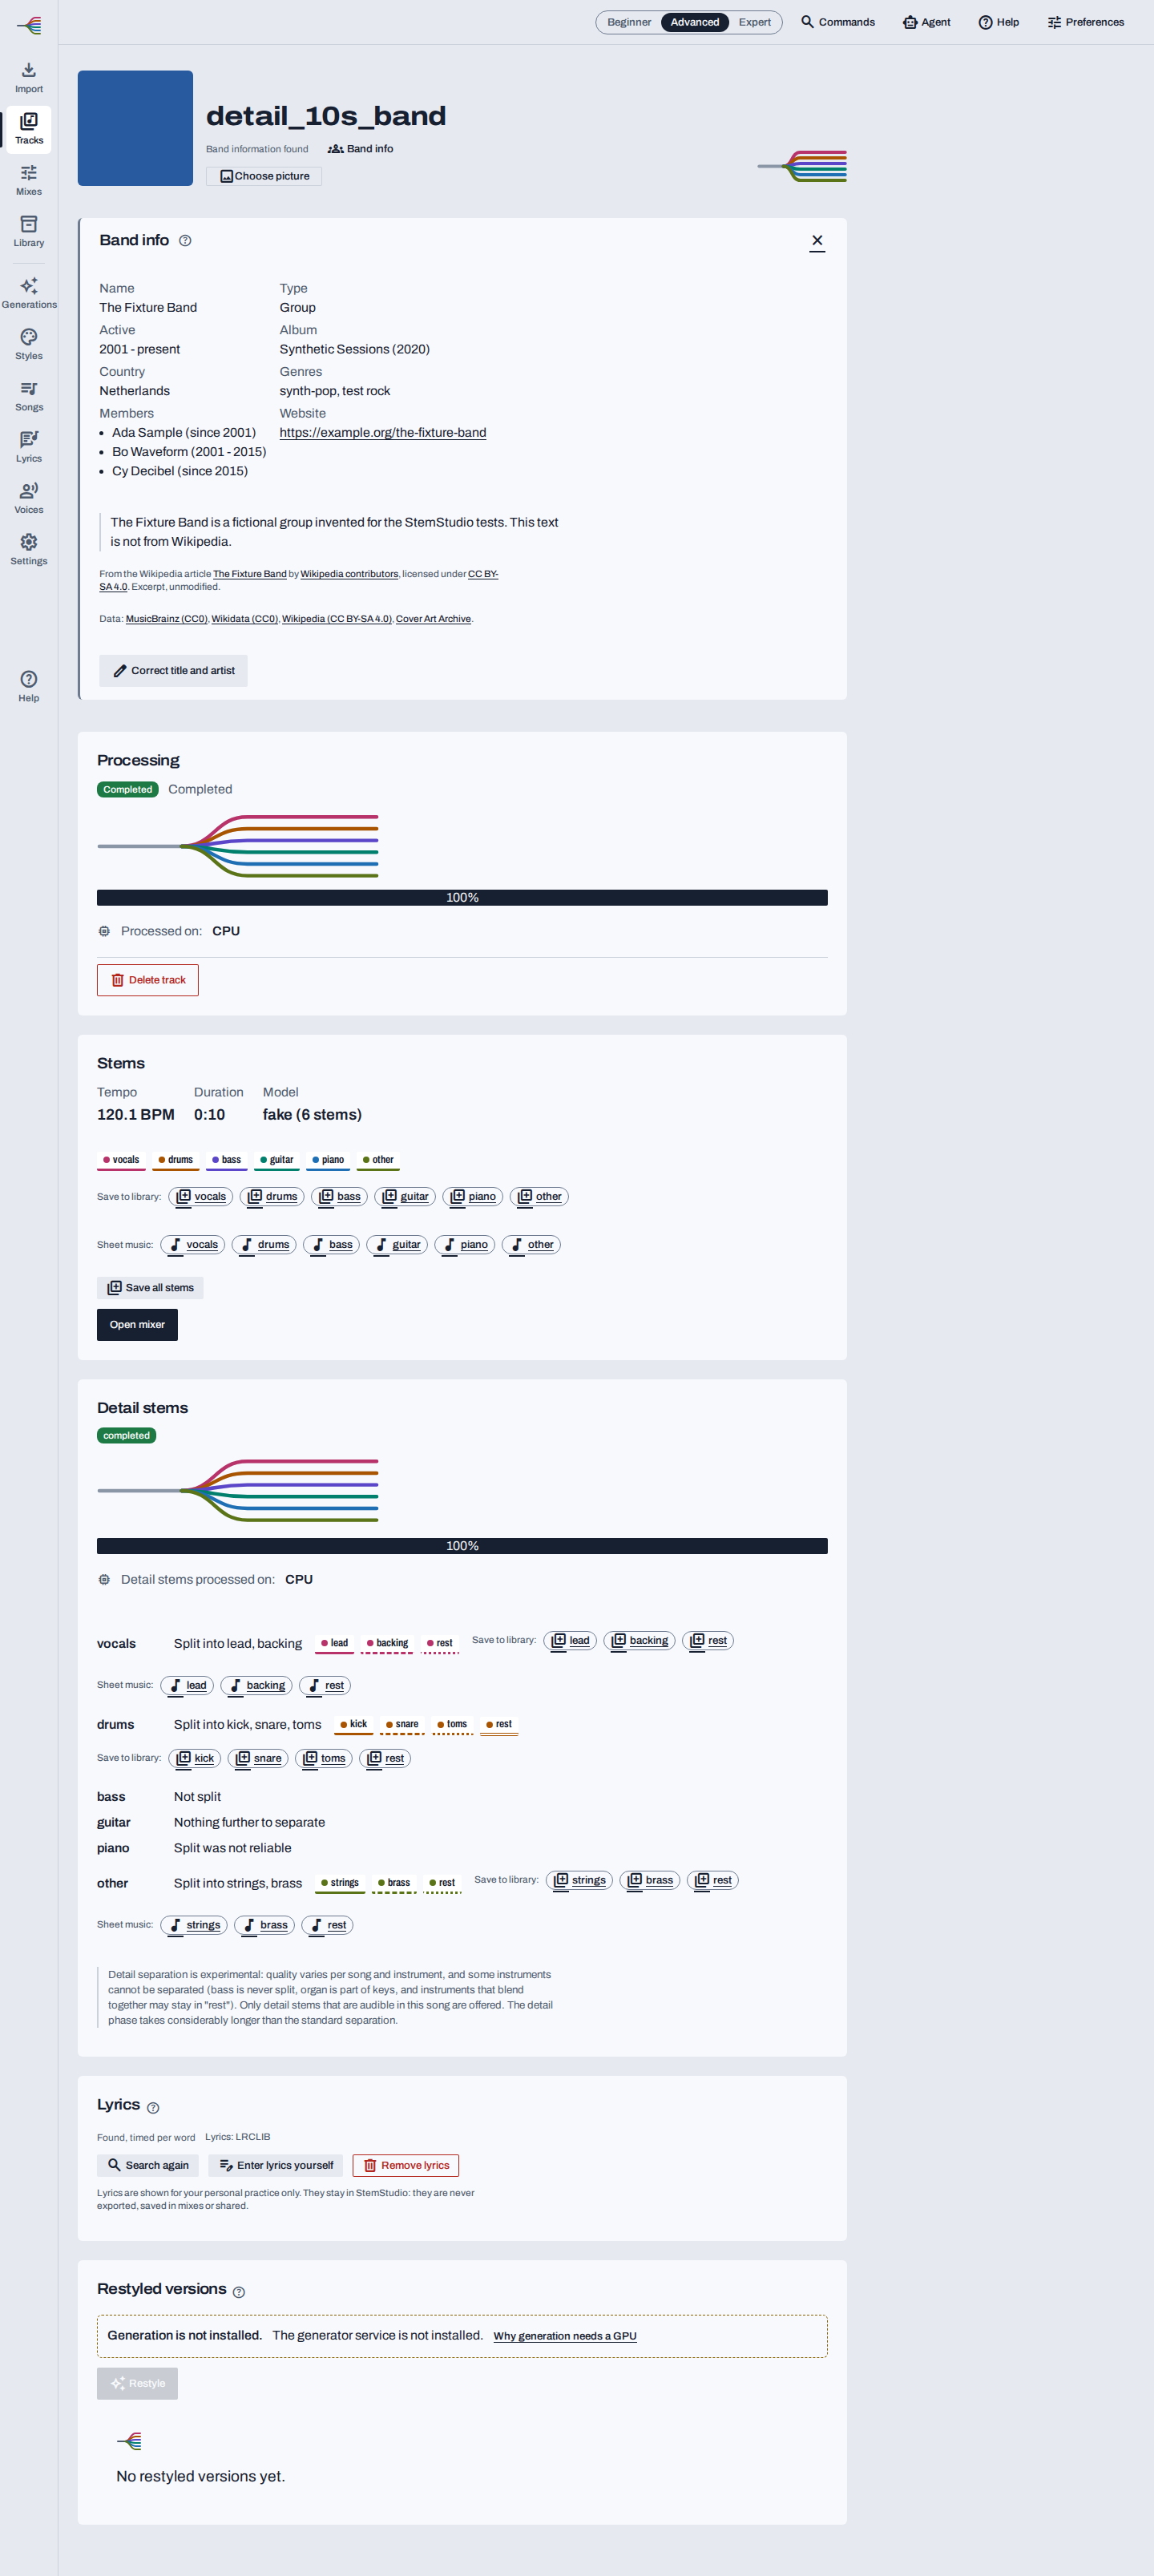 Beginner Advanced Expert Commands Agent Help Preferences
Import
Tracks
Mixes
Library
Generations
Styles
Songs
Lyrics
Voices
Settings
Help
detail_10s_band
Band information found Band info
Choose picture
Band info
Name Type
The Fixture Band Group
Active Album
2001 - present Synthetic Sessions (2020)
Country Genres
Netherlands synth-pop, test rock
Members Website
Ada Sample (since 2001) https://example.org/the-fixture-band
Bo Waveform (2001 - 2015)
Cy Decibel (since 2015)
The Fixture Band is a fictional group invented for the StemStudio tests. This text
is not from Wikipedia.
From the Wikipedia article The Fixture Band by Wikipedia contributors, licensed under CC BY-
SA 4.0. Excerpt, unmodified.
Data: MusicBrainz (CC0), Wikidata (CC0), Wikipedia (CC BY-SA 4.0), Cover Art Archive.
Correct title and artist
Processing
Completed Completed
100%
Processed on: CPU
Delete track
Stems
Tempo Duration Model
120.1 BPM 0:10 fake (6 stems)
vocals drums bass guitar piano other
Save to library: vocals drums bass guitar piano other
Sheet music: vocals drums bass guitar piano other
Save all stems
Open mixer
Detail stems
completed
100%
Detail stems processed on: CPU
vocals Split into lead, backing lead backing rest Save to library: lead backing rest
Sheet music: lead backing rest
drums Split into kick, snare, toms kick snare toms rest
Save to library: kick snare toms rest
bass Not split
guitar Nothing further to separate
piano Split was not reliable
other Split into strings, brass strings brass rest Save to library: strings brass rest
Sheet music: strings brass rest
Detail separation is experimental: quality varies per song and instrument, and some instruments
cannot be separated (bass is never split, organ is part of keys, and instruments that blend
together may stay in "rest"). Only detail stems that are audible in this song are offered. The detail
phase takes considerably longer than the standard separation.
Lyrics
Found, timed per word Lyrics: LRCLIB
Search again Enter lyrics yourself Remove lyrics
Lyrics are shown for your personal practice only. They stay in StemStudio: they are never
exported, saved in mixes or shared.
Restyled versions
Generation is not installed. The generator service is not installed. Why generation needs a GPU
Restyle
No restyled versions yet.